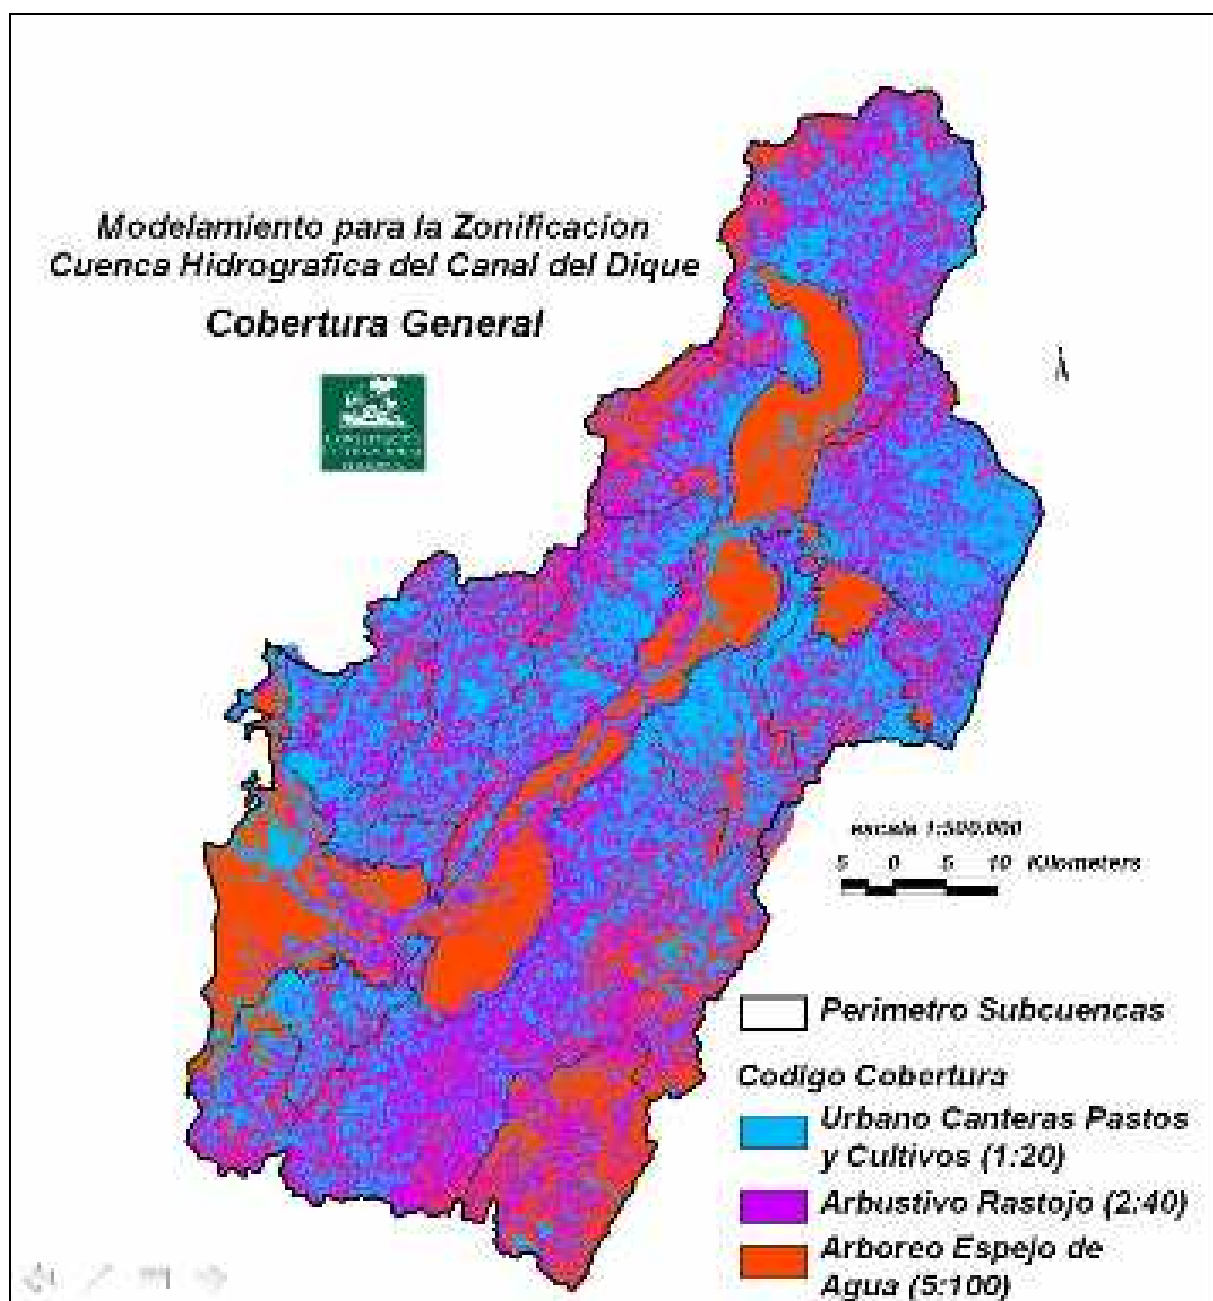 Modelamiento para la Zonificacion
Cuenca Hidrografica del Canal del Dique
Cobertura General
escala 1:500,000
5 0 5 10 Kilometers
Perimetro Subcuencas
Codigo Cobertura
Urbano Canteras Pastos
y Cultivos (1:20)
Arbustivo Rastojo (2:40)
Arboreo Espejo de
Agua (5:100)